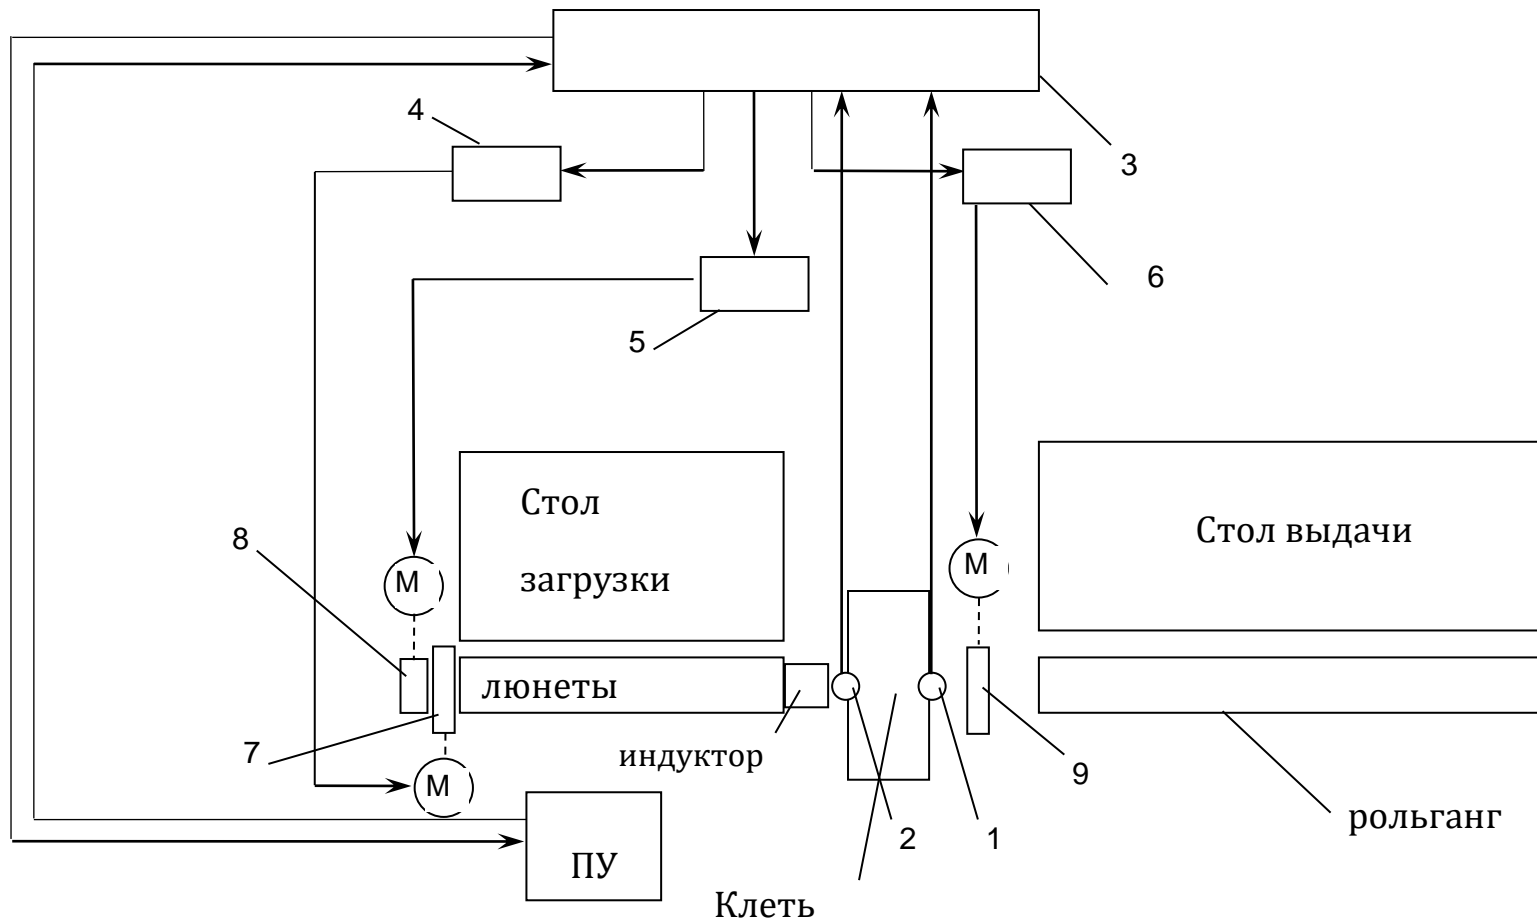 4
3
6
5
Стол
загрузки
Стол выдачи
8
М
М
люнеты
7
индуктор
9
М
рольганг
2
1
ПУ
Клеть